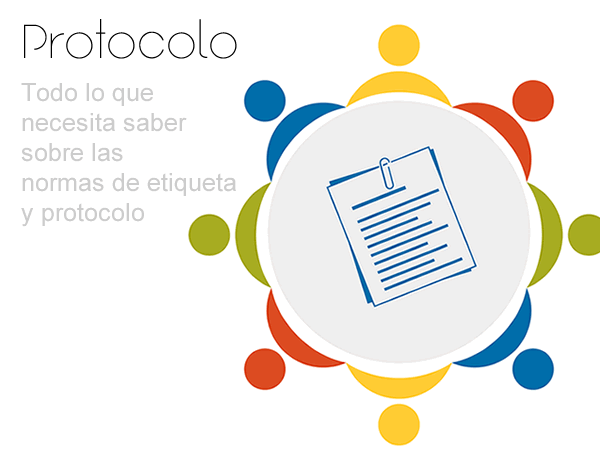 Protocolo
Todo lo que
necesita saber
sobre las
normas de etiqueta
y protocolo